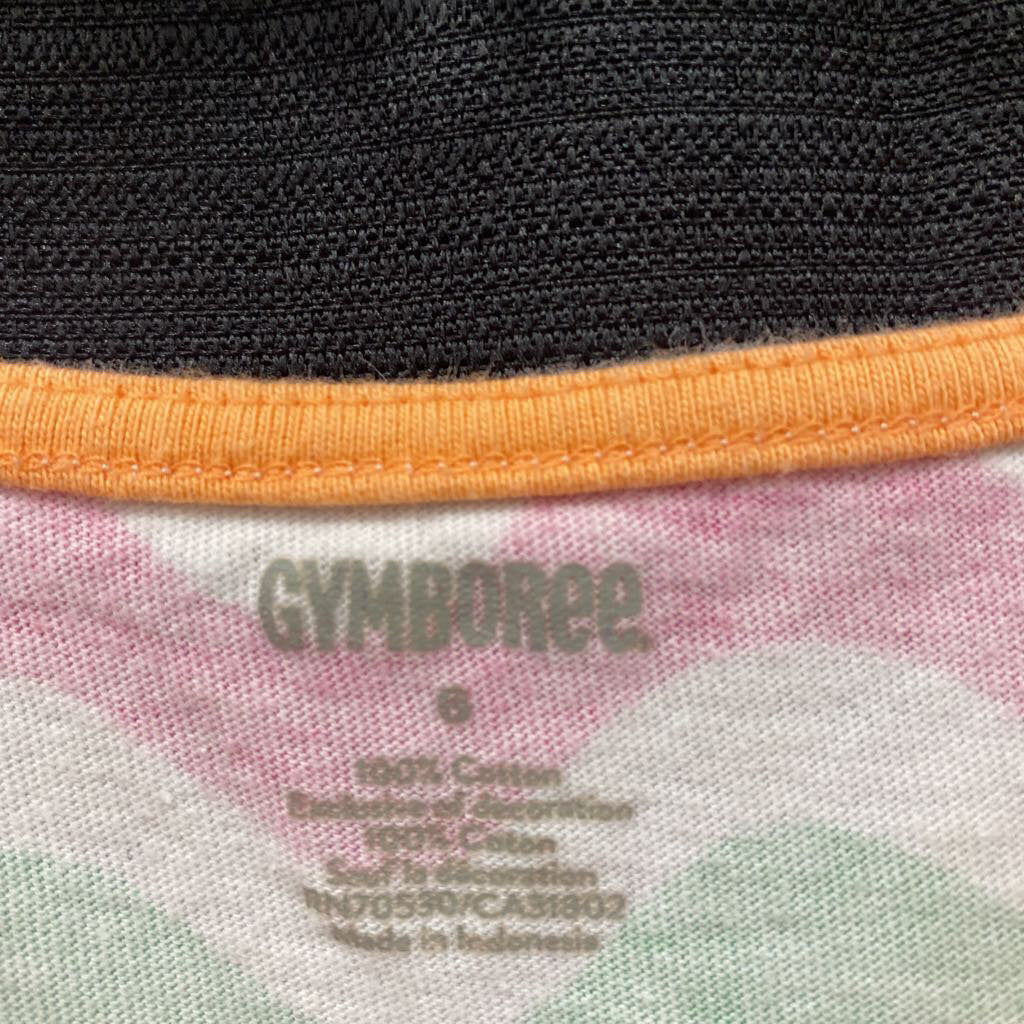 GYMBOREE
6
100% Cotton
Exclusive of decoration
100% Coton
Sauf la décoration
RN70530/CA31802
Made in Indonesia